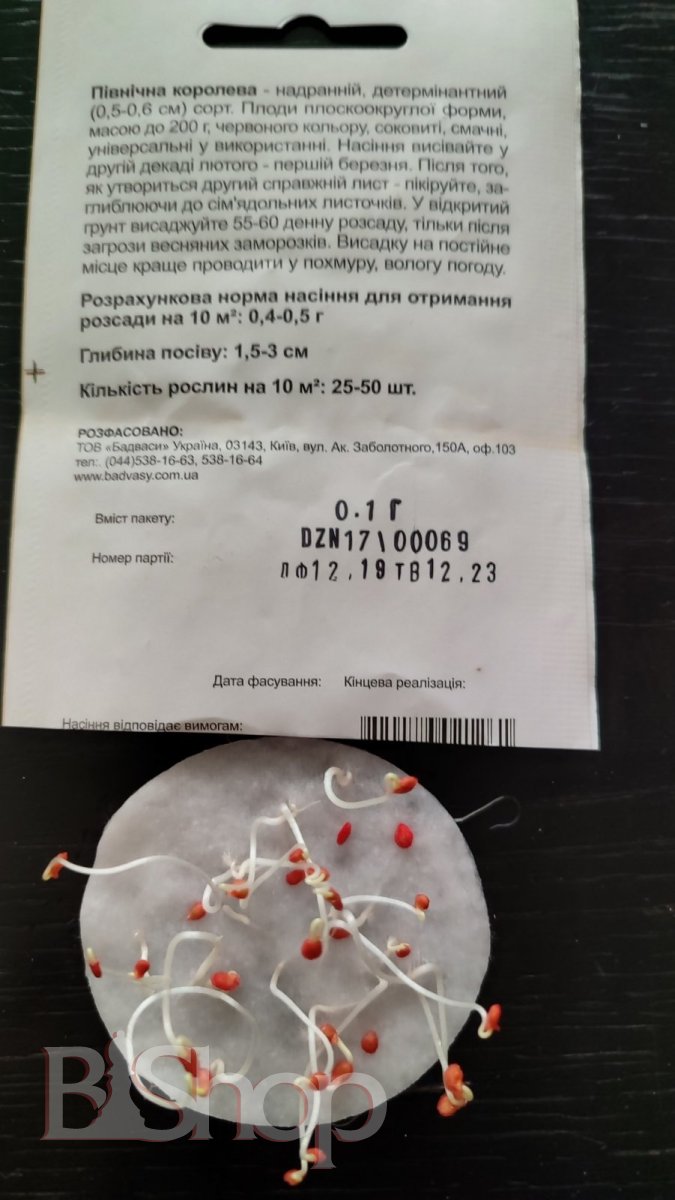 Північна королева - надранній, детермінантний
(0,5-0,6 см) сорт. Плоди плоскоокруглої форми,
масою до 200 г, червоного кольору, соковиті, смачні,
універсальні у використанні. Насіння висівайте у
другій декаді лютого - першій березня. Після того,
як утвориться другий справжній лист - пікіруйте, за-
глиблюючи до сім'ядольних листочків. У відкритий
грунт висаджуйте 55-60 денну розсаду, тільки після
загрози весняних заморозків. Висадку на постійне
місце краще проводити у похмуру, вологу погоду.
Розрахункова норма насіння для отримання
розсади на 10 м²: 0,4-0,5 г
Глибина посіву: 1,5-3 см
Кількість рослин на 10 м²: 25-50 шт.
РОЗФАСОВАНО:
ТОВ «Бадваси» Україна, 03143, Київ, вул. Ак. Заболотного,150А, оф.103
тел:. (044)538-16-63, 538-16-64
www.badvasy.com.ua
Вміст пакету: 0.1 Г
Номер партії: DZN17\00069
ПФ12.19ТВ12.23
Дата фасування: Кінцева реалізація:
Насіння відповідає вимогам:
BiShop